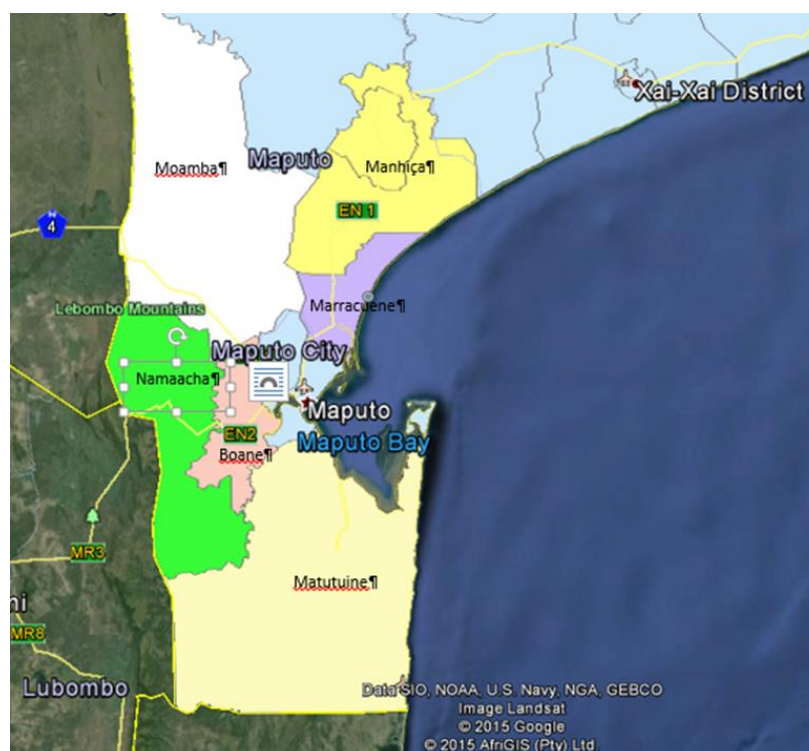 Xai-Xai District
Moamba¶
Maputo
Manhiça¶
EN 1
4
Marracuene¶
Lebombo Mountains
Maputo City
Namaacha¶
Maputo
EN2
Maputo Bay
Boane¶
MR3
Matutuine¶
ni
MR8
Lubombo
Data SIO, NOAA, U.S. Navy, NGA, GEBCO
Image Landsat
© 2015 Google
© 2015 AfriGIS (Pty) Ltd.